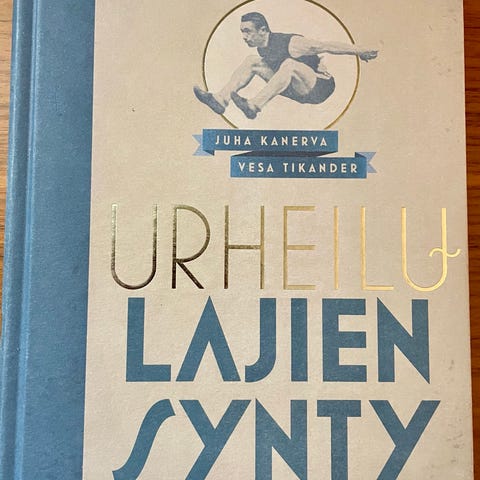 JUHA KANERVA
VESA TIKANDER
URHEILU
LAJIEN
SYNTY